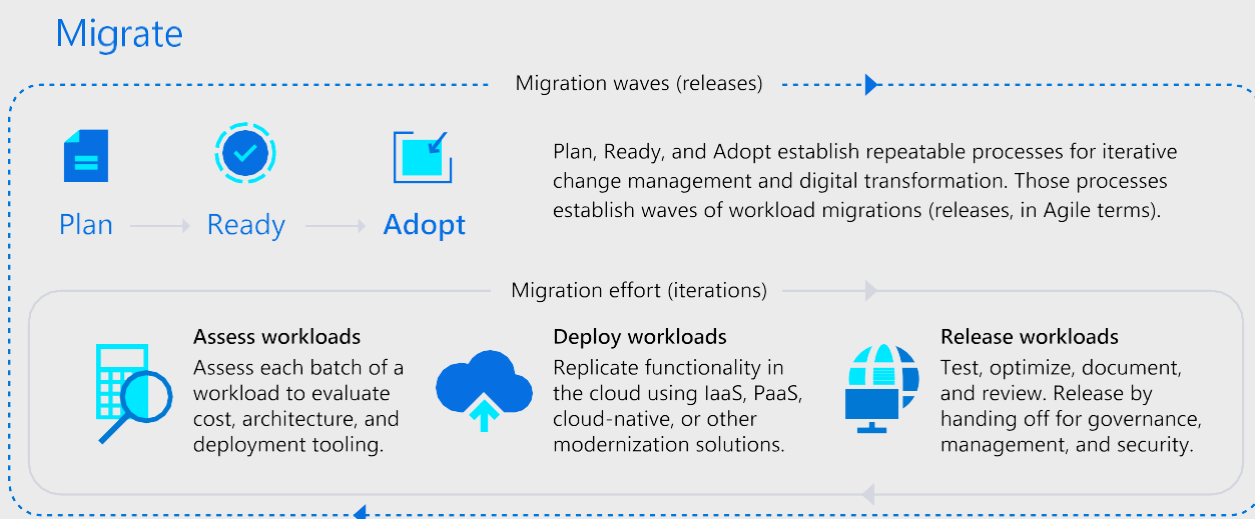 Migrate
Migration waves (releases)
Plan, Ready, and Adopt establish repeatable processes for iterative
change management and digital transformation. Those processes
establish waves of workload migrations (releases, in Agile terms).
Plan
Ready
Adopt
Migration effort (iterations)
Assess workloads
Assess each batch of a
workload to evaluate
cost, architecture, and
deployment tooling.
Deploy workloads
Replicate functionality in
the cloud using IaaS, PaaS,
cloud-native, or other
modernization solutions.
Release workloads
Test, optimize, document,
and review. Release by
handing off for governance,
management, and security.